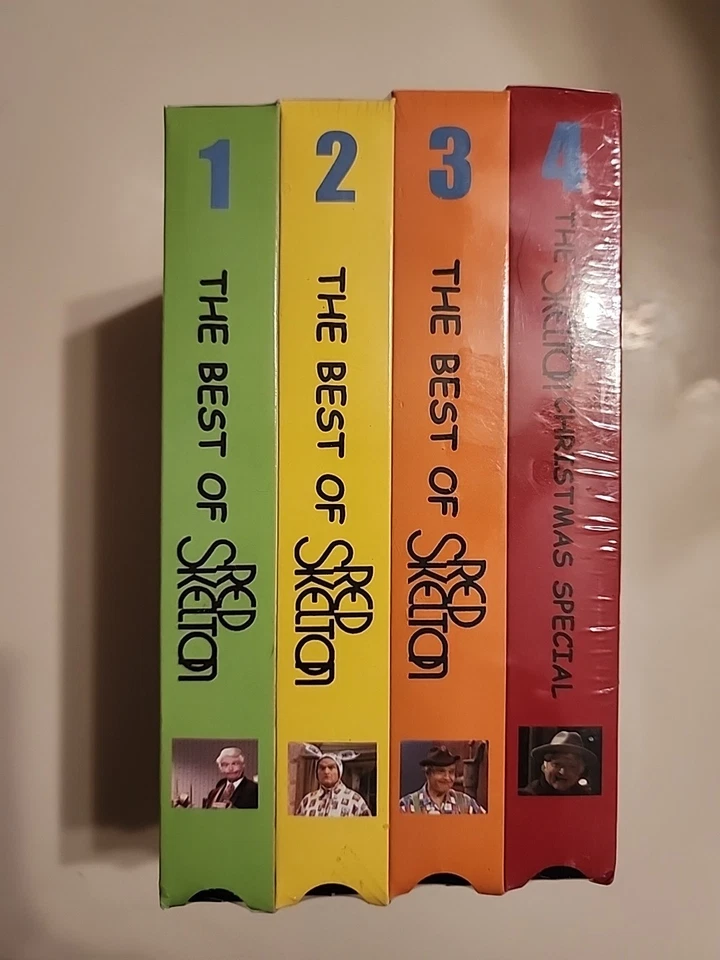 1
THE BEST OF RED SKELTON
2
THE BEST OF RED SKELTON
3
THE BEST OF RED SKELTON
4
THE SKELTON CHRISTMAS SPECIAL